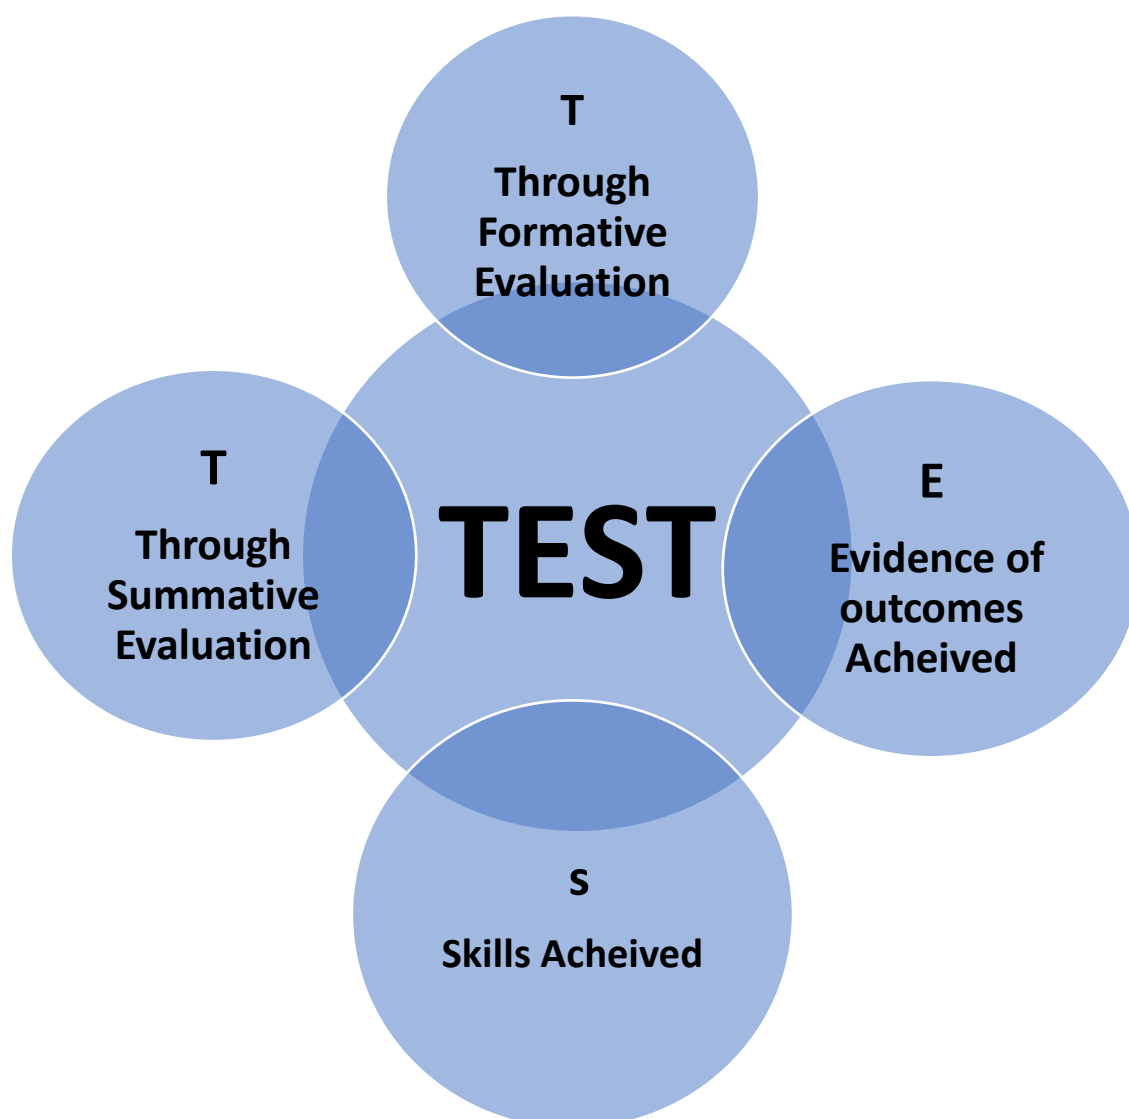 T
Through
Formative
Evaluation
TEST
E
Evidence of
outcomes
Acheived
s
Skills Acheived
T
Through
Summative
Evaluation